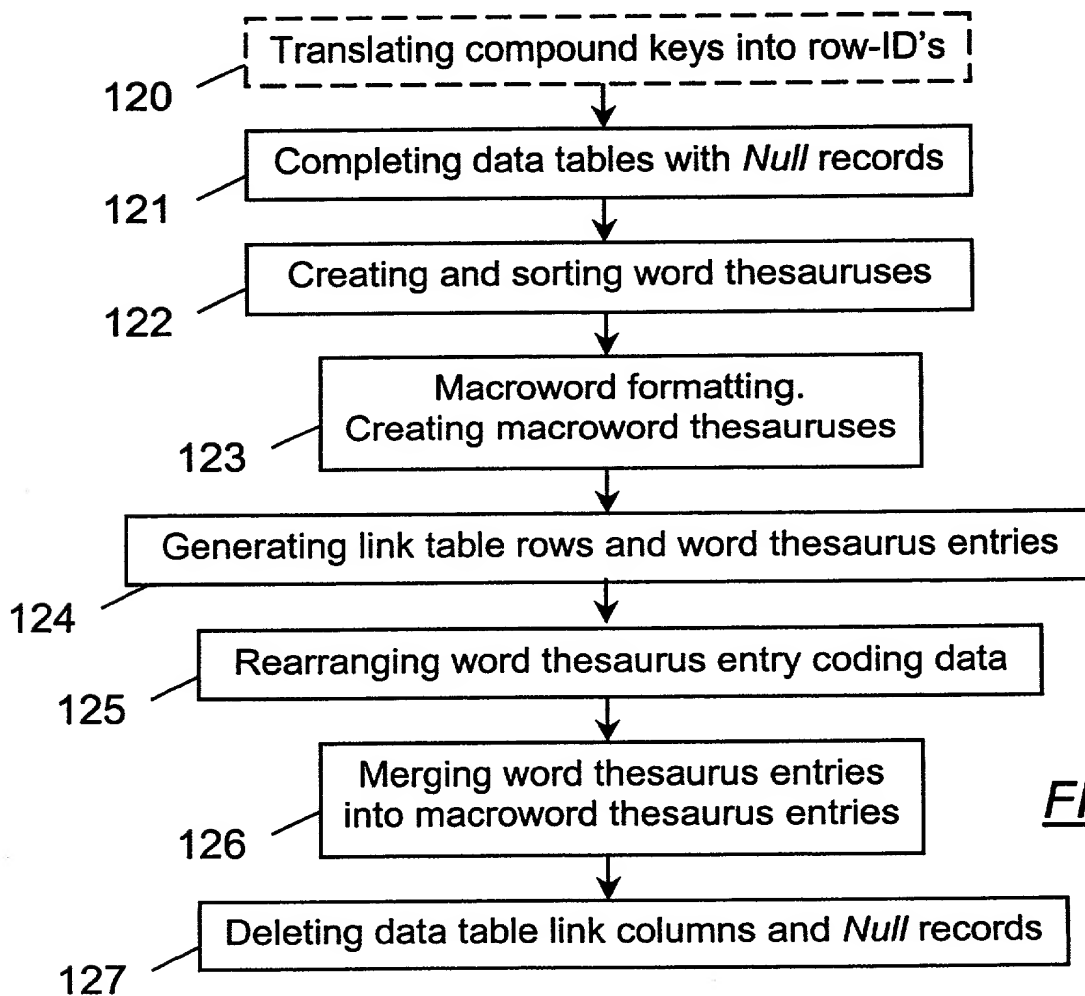 Translating compound keys into row-ID's
120
Completing data tables with Null records
121
Creating and sorting word thesauruses
122
Macroword formatting.
Creating macroword thesauruses
123
Generating link table rows and word thesaurus entries
124
Rearranging word thesaurus entry coding data
125
Merging word thesaurus entries
into macroword thesaurus entries
126
Deleting data table link columns and Null records
127